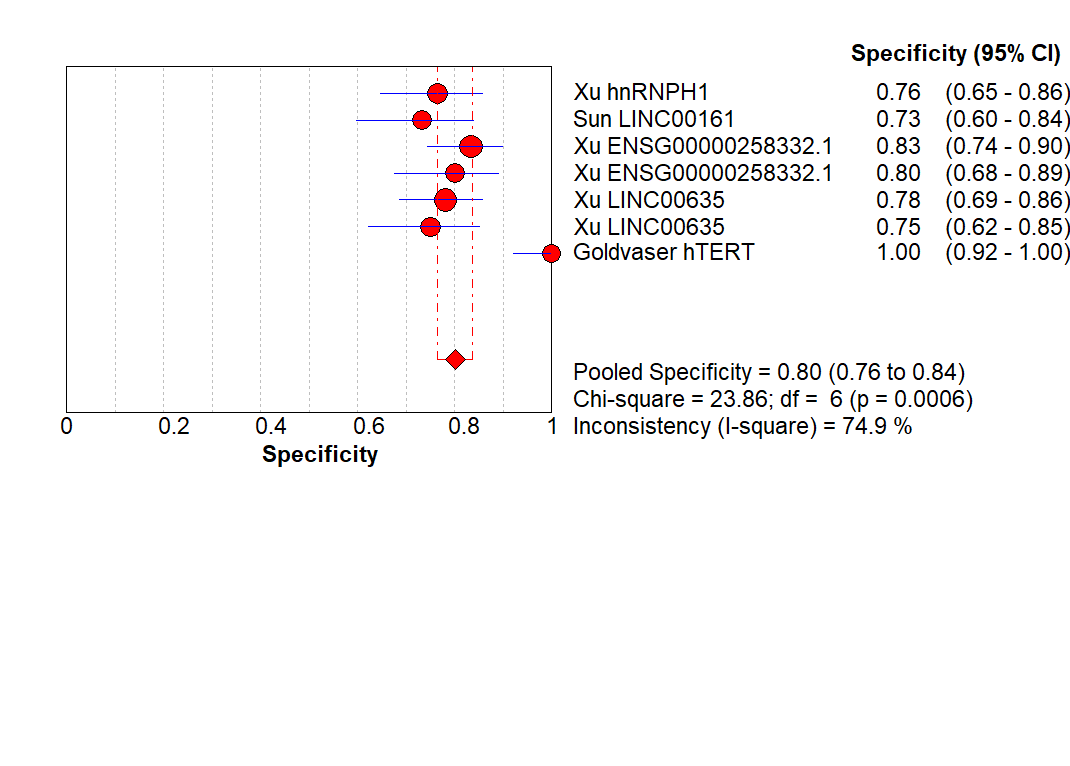 Specificity (95% CI)
Xu hnRNPH1 0.76 (0.65 - 0.86)
Sun LINC00161 0.73 (0.60 - 0.84)
Xu ENSG00000258332.1 0.83 (0.74 - 0.90)
Xu ENSG00000258332.1 0.80 (0.68 - 0.89)
Xu LINC00635 0.78 (0.69 - 0.86)
Xu LINC00635 0.75 (0.62 - 0.85)
Goldvaser hTERT 1.00 (0.92 - 1.00)
Pooled Specificity = 0.80 (0.76 to 0.84)
Chi-square = 23.86; df = 6 (p = 0.0006)
Inconsistency (I-square) = 74.9 %
0 0.2 0.4 0.6 0.8 1
Specificity